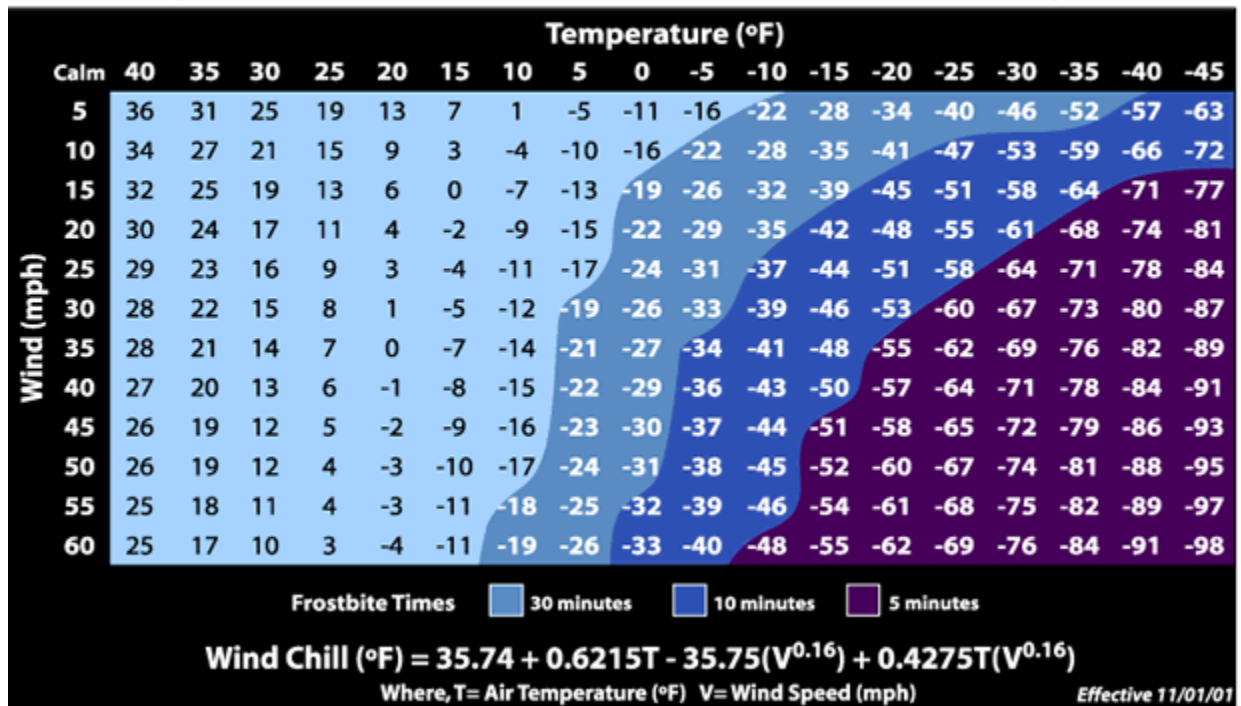 Temperature (ºF)
Calm 40 35 30 25 20 15 10 5 0 -5 -10 -15 -20 -25 -30 -35 -40 -45
Wind (mph)
5 36 31 25 19 13 7 1 -5 -11 -16 -22 -28 -34 -40 -46 -52 -57 -63
10 34 27 21 15 9 3 -4 -10 -16 -22 -28 -35 -41 -47 -53 -59 -66 -72
15 32 25 19 13 6 0 -7 -13 -19 -26 -32 -39 -45 -51 -58 -64 -71 -77
20 30 24 17 11 4 -2 -9 -15 -22 -29 -35 -42 -48 -55 -61 -68 -74 -81
25 29 23 16 9 3 -4 -11 -17 -24 -31 -37 -44 -51 -58 -64 -71 -78 -84
30 28 22 15 8 1 -5 -12 -19 -26 -33 -39 -46 -53 -60 -67 -73 -80 -87
35 28 21 14 7 0 -7 -14 -21 -27 -34 -41 -48 -55 -62 -69 -76 -82 -89
40 27 20 13 6 -1 -8 -15 -22 -29 -36 -43 -50 -57 -64 -71 -78 -84 -91
45 26 19 12 5 -2 -9 -16 -23 -30 -37 -44 -51 -58 -65 -72 -79 -86 -93
50 26 19 12 4 -3 -10 -17 -24 -31 -38 -45 -52 -60 -67 -74 -81 -88 -95
55 25 18 11 4 -3 -11 -18 -25 -32 -39 -46 -54 -61 -68 -75 -82 -89 -97
60 25 17 10 3 -4 -11 -19 -26 -33 -40 -48 -55 -62 -69 -76 -84 -91 -98
Frostbite Times 30 minutes 10 minutes 5 minutes
Wind Chill (ºF) = 35.74 + 0.6215T - 35.75(V^0.16) + 0.4275T(V^0.16)
Where, T= Air Temperature (ºF) V= Wind Speed (mph) Effective 11/01/01